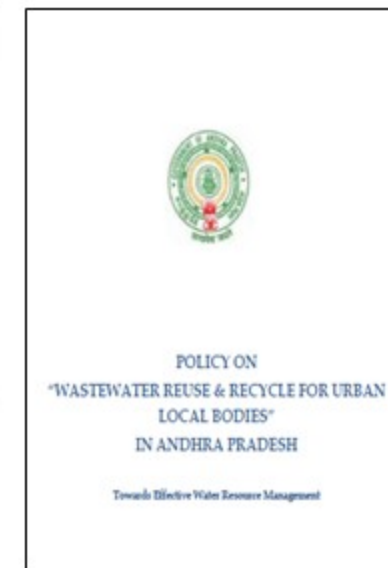 POLICY ON
"WASTEWATER REUSE & RECYCLE FOR URBAN
LOCAL BODIES"
IN ANDHRA PRADESH
Towards Effective Water Resource Management